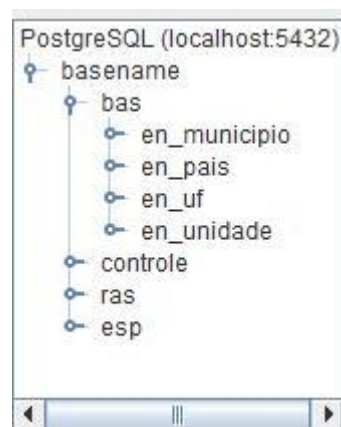 PostgreSQL (localhost:5432)
basename
bas
en_municipio
en_pais
en_uf
en_unidade
controle
ras
esp